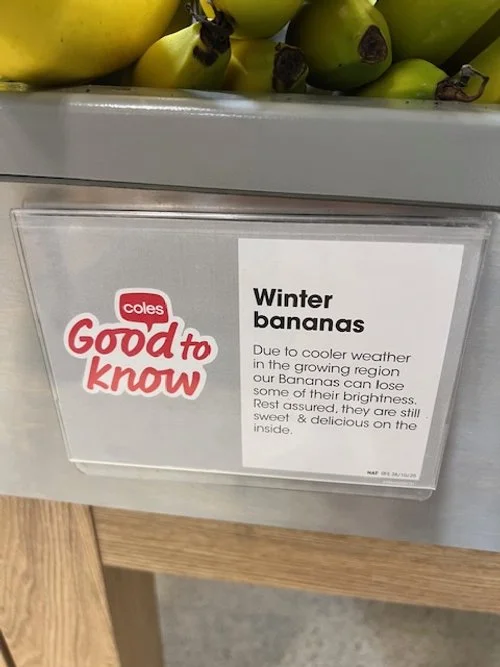 coles
Good to
know
Winter
bananas
Due to cooler weather
in the growing region
our Bananas can lose
some of their brightness.
Rest assured, they are still
sweet & delicious on the
inside.
NAT